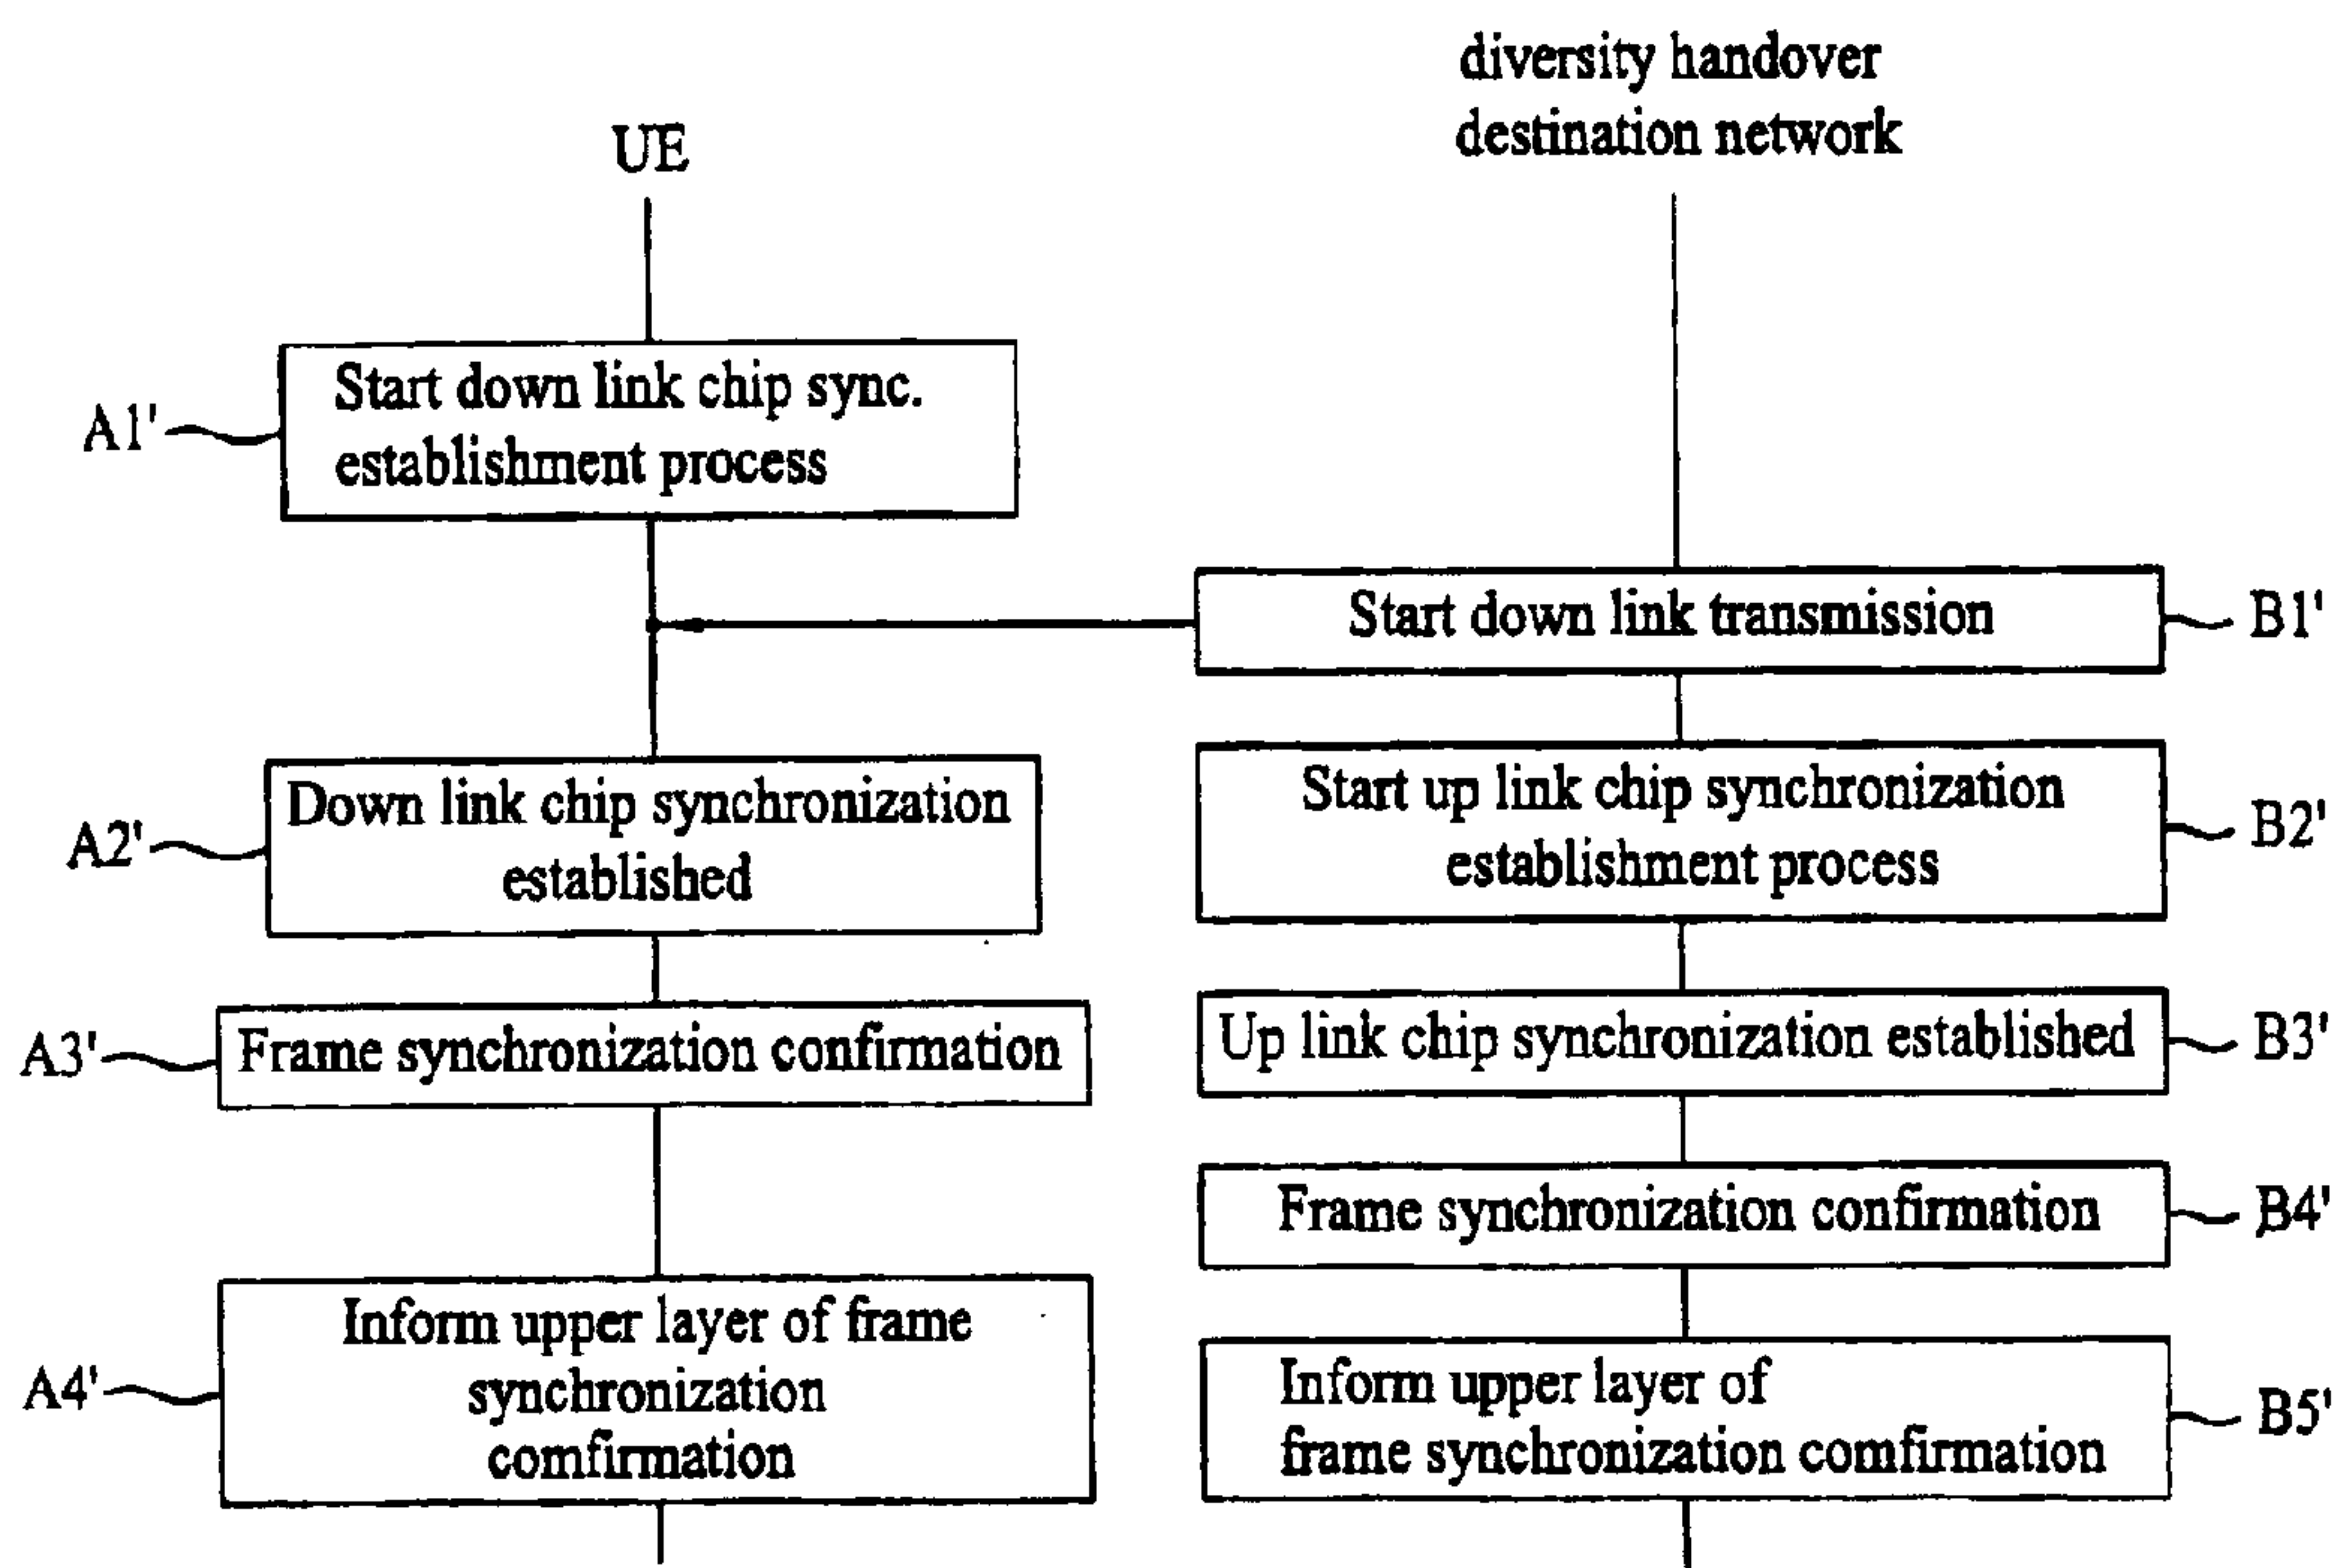 diversity handover
destination network
UE
Start down link chip sync.
establishment process
A1'
Start down link transmission
B1'
Down link chip synchronization
established
A2'
Start up link chip synchronization
establishment process
B2'
Frame synchronization confirmation
A3'
Up link chip synchronization established
B3'
Frame synchronization confirmation
B4'
Inform upper layer of frame
synchronization
comfirmation
A4'
Inform upper layer of
frame synchronization comfirmation
B5'